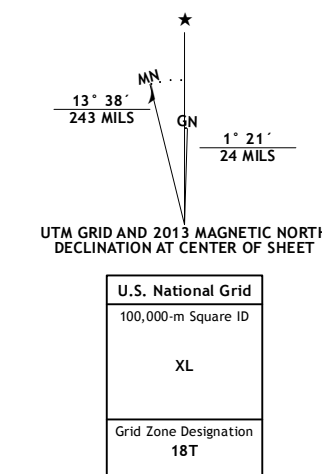 ★
MN
13° 38´
243 MILS
GN
1° 21´
24 MILS
UTM GRID AND 2013 MAGNETIC NORTH
DECLINATION AT CENTER OF SHEET
U.S. National Grid
100,000-m Square ID
XL
Grid Zone Designation
18T